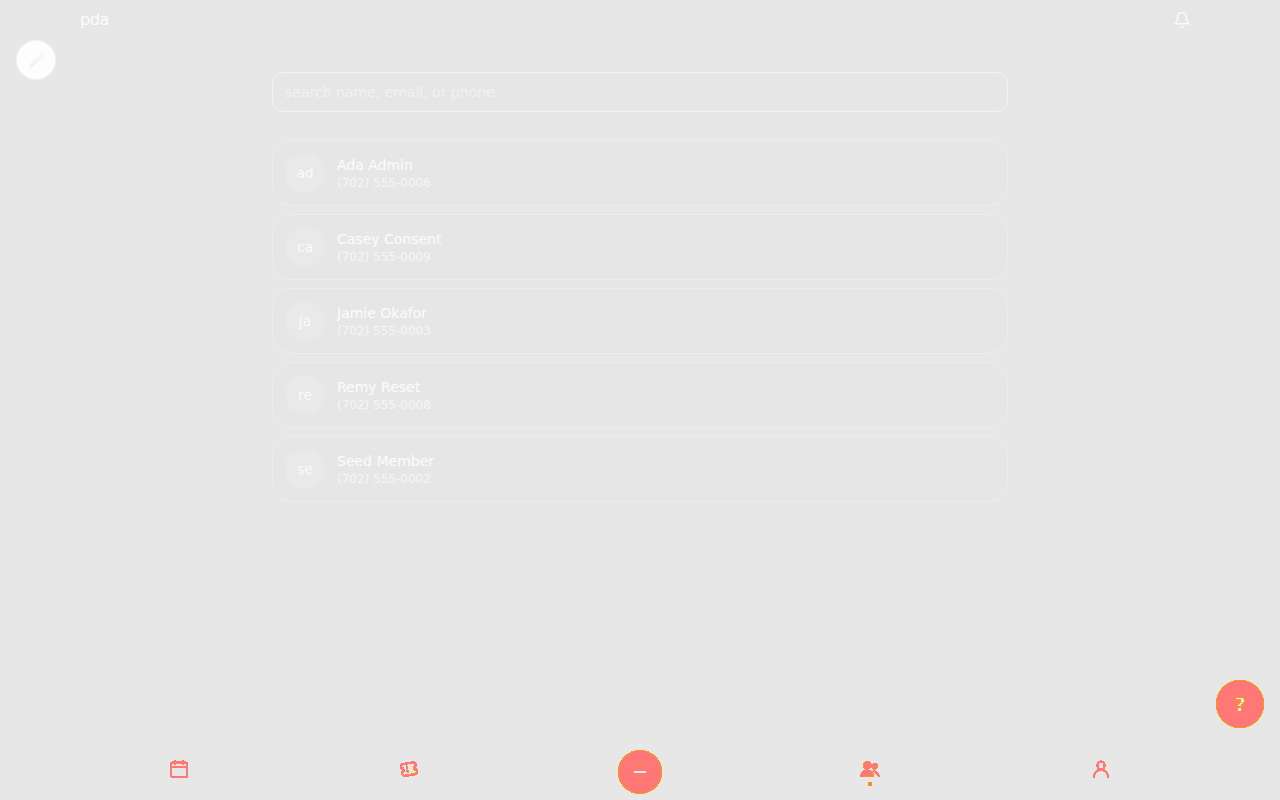 pda
search name, email, or phone
ad
Ada Admin
(702) 555-0006
ca
Casey Consent
(702) 555-0009
ja
Jamie Okafor
(702) 555-0003
re
Remy Reset
(702) 555-0008
se
Seed Member
(702) 555-0002
?